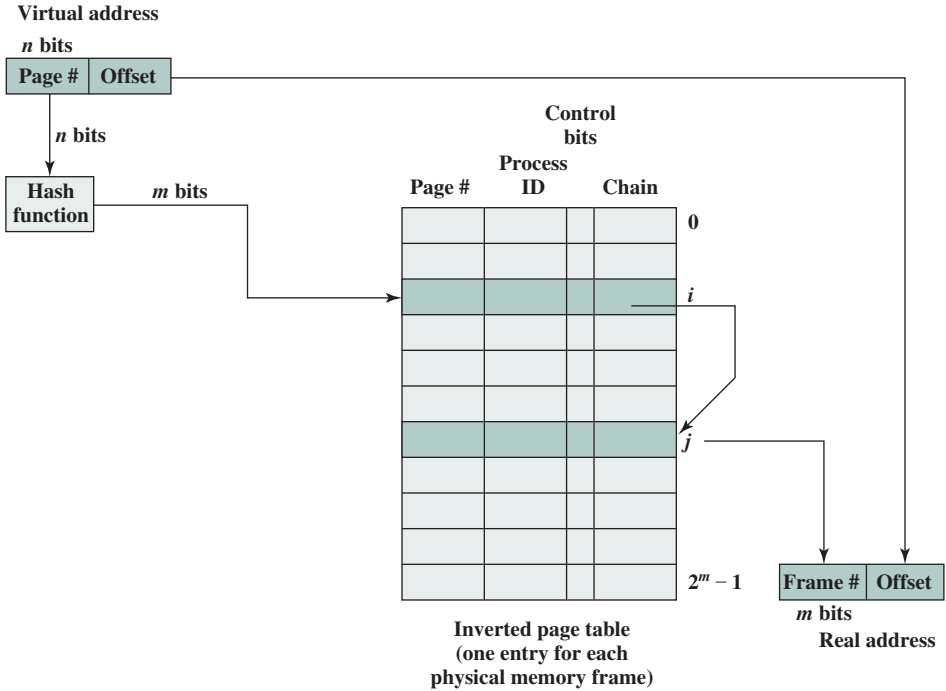 Virtual address
n bits
Page # Offset
n bits
Hash
function
m bits
Control
bits
Process
ID
Page #
Chain
0
i
j
2^m − 1
Frame # Offset
m bits
Real address
Inverted page table
(one entry for each
physical memory frame)